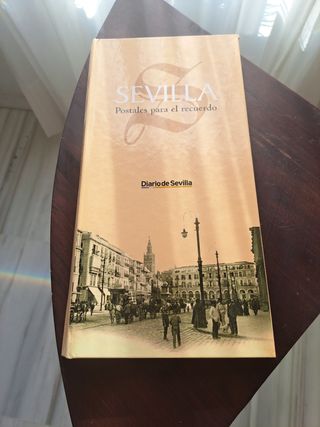 S
SEVILLA
Postales para el recuerdo
Diario de Sevilla